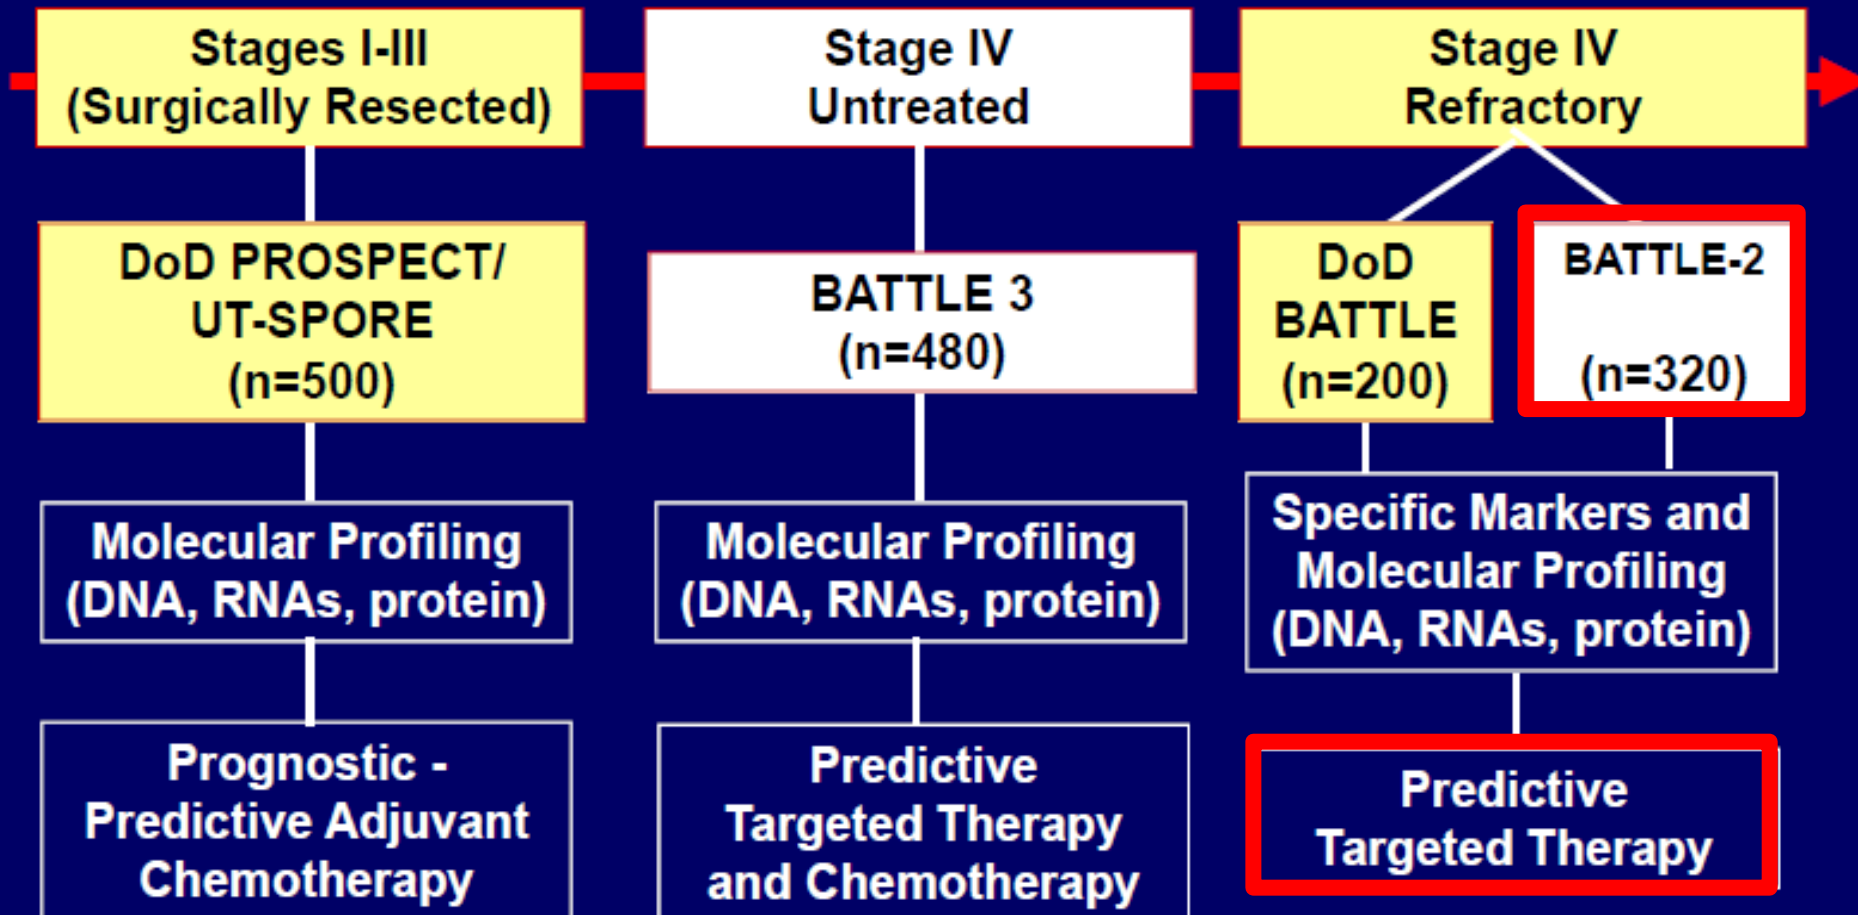 Stages I-III
(Surgically Resected)
Stage IV
Untreated
Stage IV
Refractory
DoD PROSPECT/
UT-SPORE
(n=500)
BATTLE 3
(n=480)
DoD
BATTLE
(n=200)
BATTLE-2
(n=320)
Molecular Profiling
(DNA, RNAs, protein)
Molecular Profiling
(DNA, RNAs, protein)
Specific Markers and
Molecular Profiling
(DNA, RNAs, protein)
Prognostic -
Predictive Adjuvant
Chemotherapy
Predictive
Targeted Therapy
and Chemotherapy
Predictive
Targeted Therapy